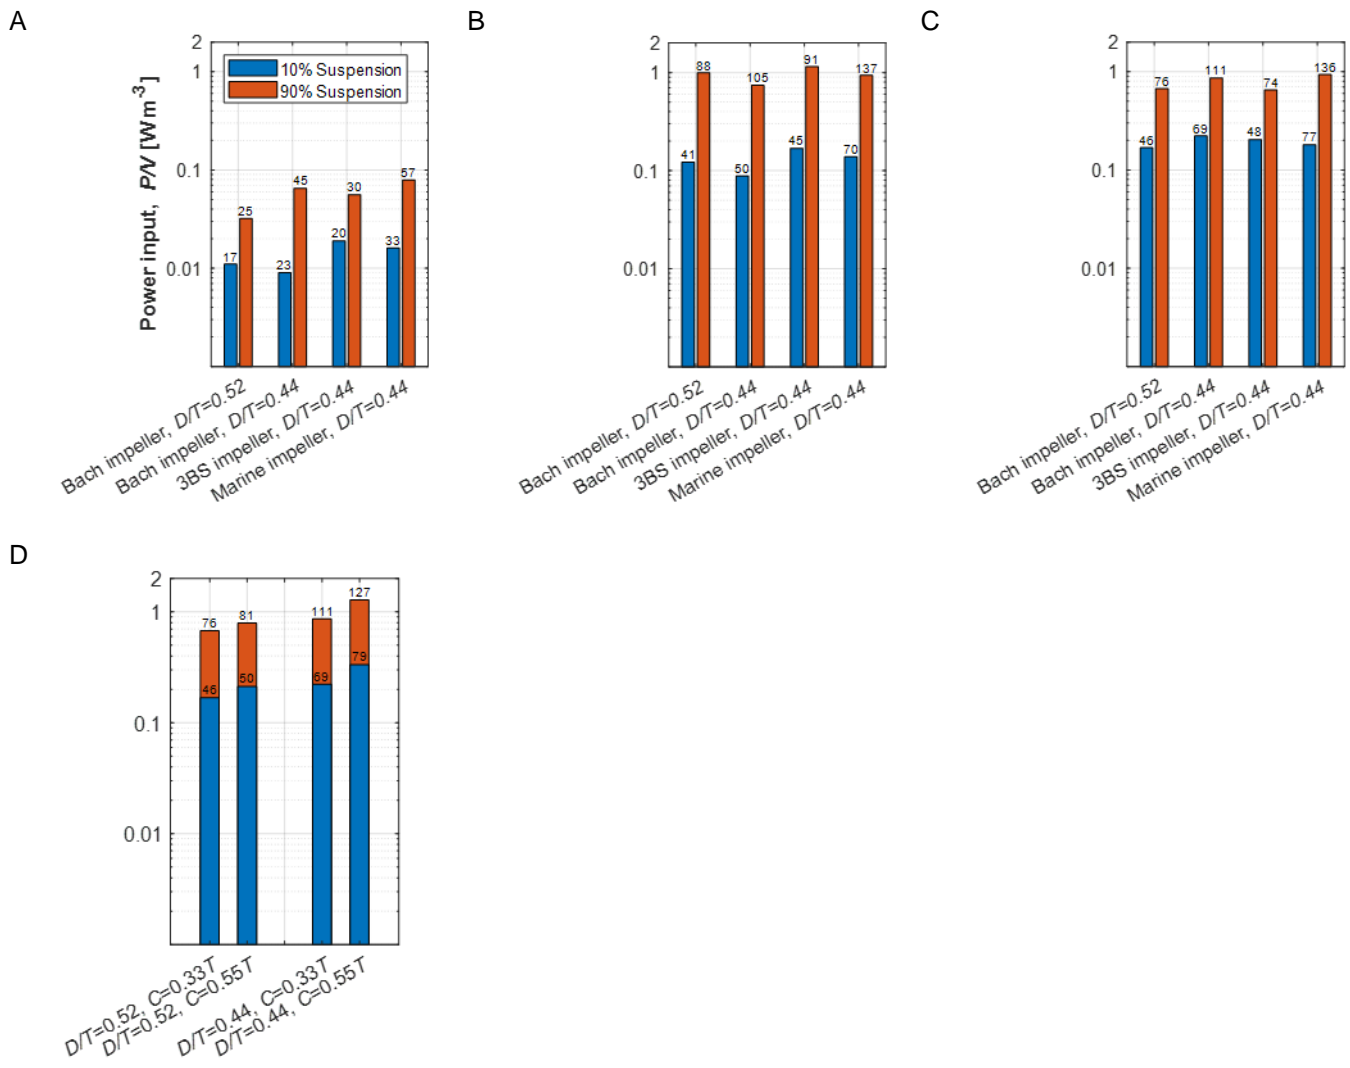 A
2
1
0.1
0.01
Power input, P/V [Wm-3]
10% Suspension
90% Suspension
17
25
23
45
20
30
33
57
Bach impeller, D/T=0.52
Bach impeller, D/T=0.44
3BS impeller, D/T=0.44
Marine impeller, D/T=0.44
B
2
1
0.1
0.01
41
88
50
105
45
91
70
137
Bach impeller, D/T=0.52
Bach impeller, D/T=0.44
3BS impeller, D/T=0.44
Marine impeller, D/T=0.44
C
2
1
0.1
0.01
46
76
69
111
48
74
77
136
Bach impeller, D/T=0.52
Bach impeller, D/T=0.44
3BS impeller, D/T=0.44
Marine impeller, D/T=0.44
D
2
1
0.1
0.01
76
46
81
50
111
69
127
79
D/T=0.52, C=0.33T
D/T=0.52, C=0.55T
D/T=0.44, C=0.33T
D/T=0.44, C=0.55T